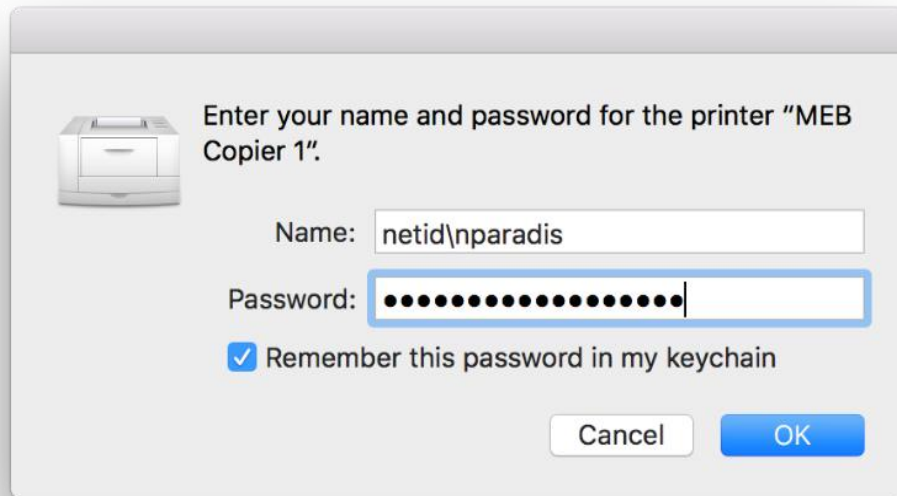 Enter your name and password for the printer “MEB
Copier 1”.
Name: netid\nparadis
Password: ••••••••••••••••••
Remember this password in my keychain
Cancel OK